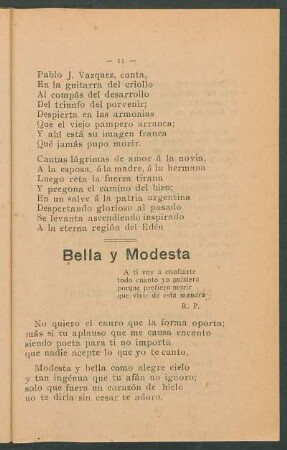 — 11 —
Pablo J. Vazquez, canta,
En la guitarra del criollo
Al compás del desarrollo
Del triunfo del porvenir;
Despierta en las armonias
Que el viejo pampero arranca;
Y ahí está su imagen franca
Qué jamás pupo morir.
Cantas lágrimas de amor á la novia,
A la esposa, á la madre, á la hermana
Luego reta la fuerza tirana
Y pregona el camino del bien;
En un salve á la patria argentina
Despertando glorioso al pasado
Se levanta ascendiendo inspirado
A la eterna región del Edén
Bella y Modesta
A tí voy á confiarte
todo cuanto yo quisiera
porque prefiero morir
que vivir de esta manera
R. P.
No quiero el cauro que la forma oporta;
más si tu aplauso que me causa encanto
siendo poeta para ti no importa
que nadie acepte lo que yo te canto,
Modesta y bella como alegre cielo
y tan ingénua que tu afán no ignoro;
solo que fuera un corazón de hielo
no te diría sin cesar te adoro.